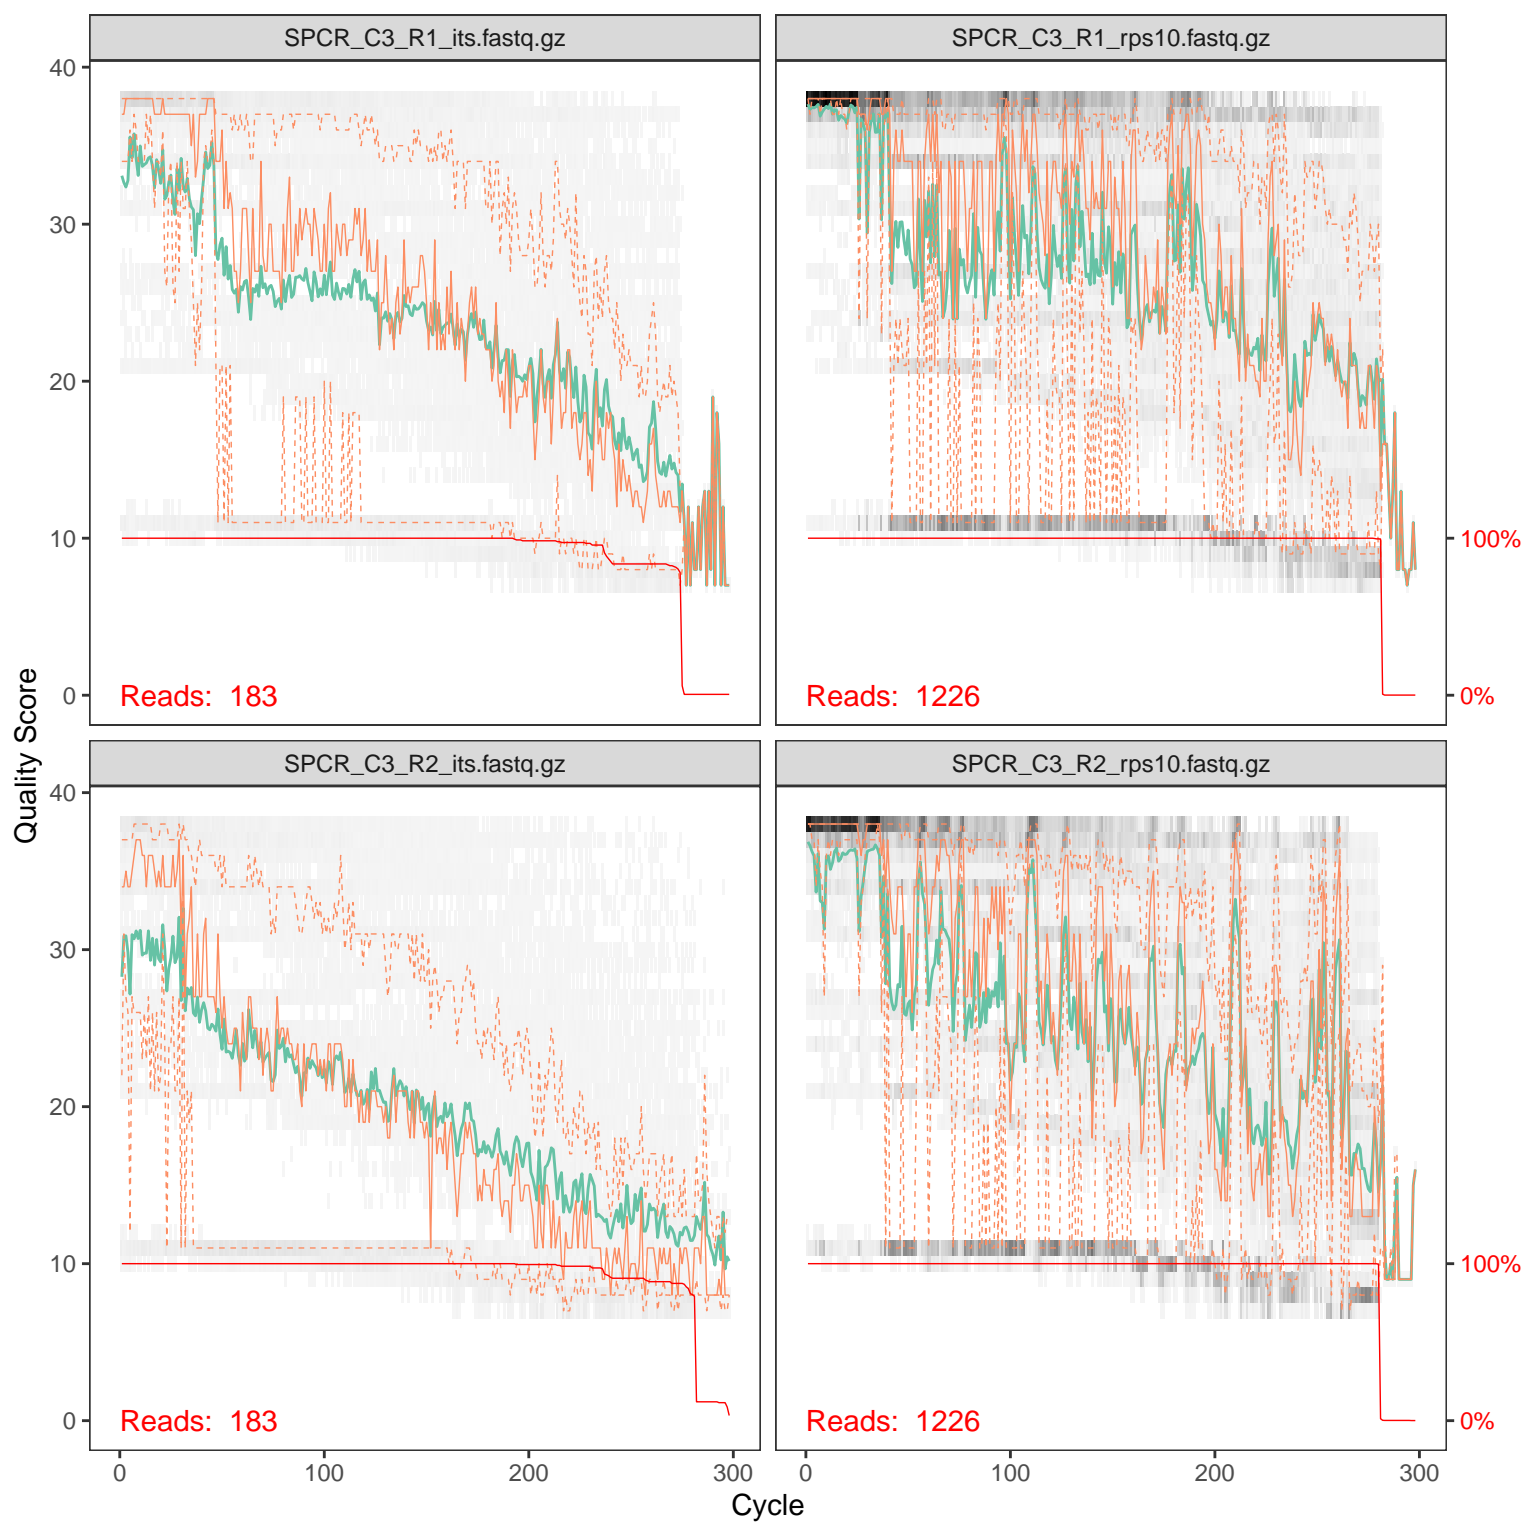 SPCR_C3_R1_its.fastq.gz
SPCR_C3_R1_rps10.fastq.gz
40
30
20
10
0
100%
0%
Reads: 183
Reads: 1226
Quality Score
SPCR_C3_R2_its.fastq.gz
SPCR_C3_R2_rps10.fastq.gz
40
30
20
10
0
100%
0%
Reads: 183
Reads: 1226
0 100 200 300
0 100 200 300
Cycle